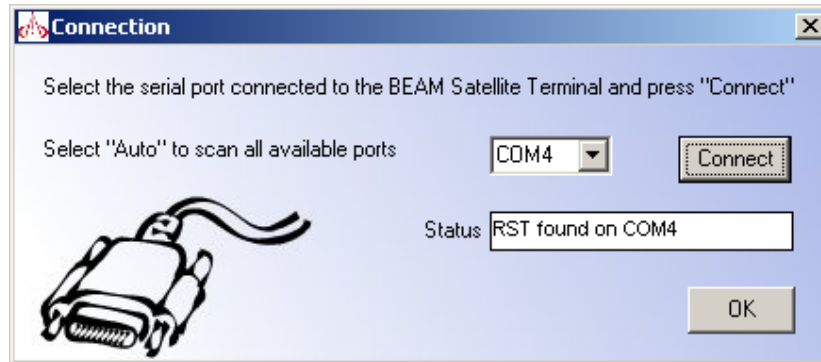 Connection
Select the serial port connected to the BEAM Satellite Terminal and press "Connect"
Select "Auto" to scan all available ports
COM4
Connect
Status
RST found on COM4
OK